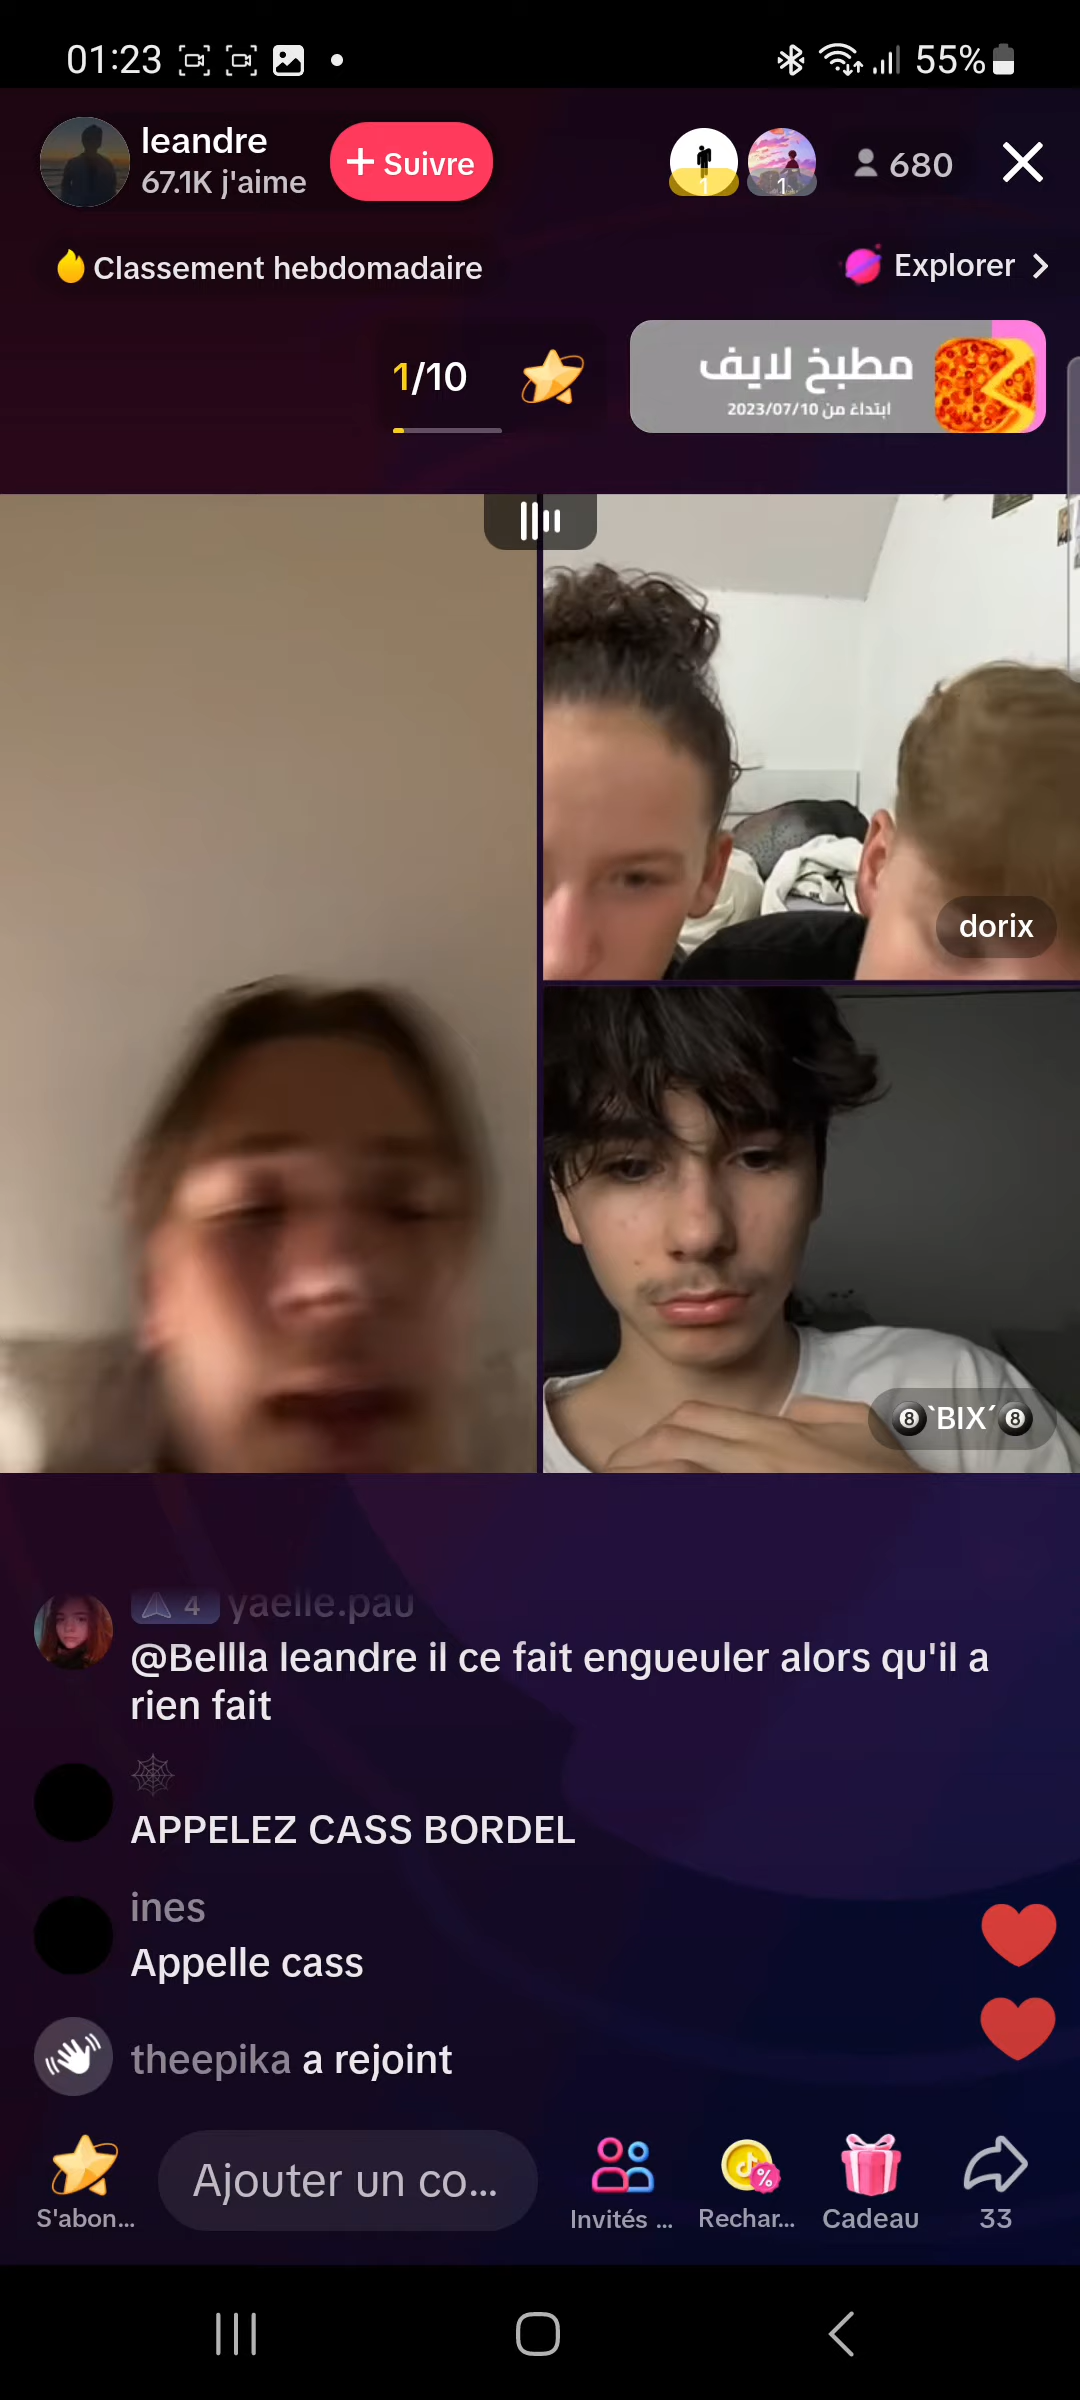 01:23
55%
leandre
67.1K j'aime
+ Suivre
1
1
680
Classement hebdomadaire
Explorer >
1/10
مطبخ لايف
ابتداءً من 2023/07/10
dorix
8`BIX´8
4 yaelle.pau
@Bellla leandre il ce fait engueuler alors qu'il a
rien fait
🕸
APPELEZ CASS BORDEL
ines
Appelle cass
theepika a rejoint
Ajouter un co...
S'abon...
Invités ...
%
Rechar...
Cadeau
33